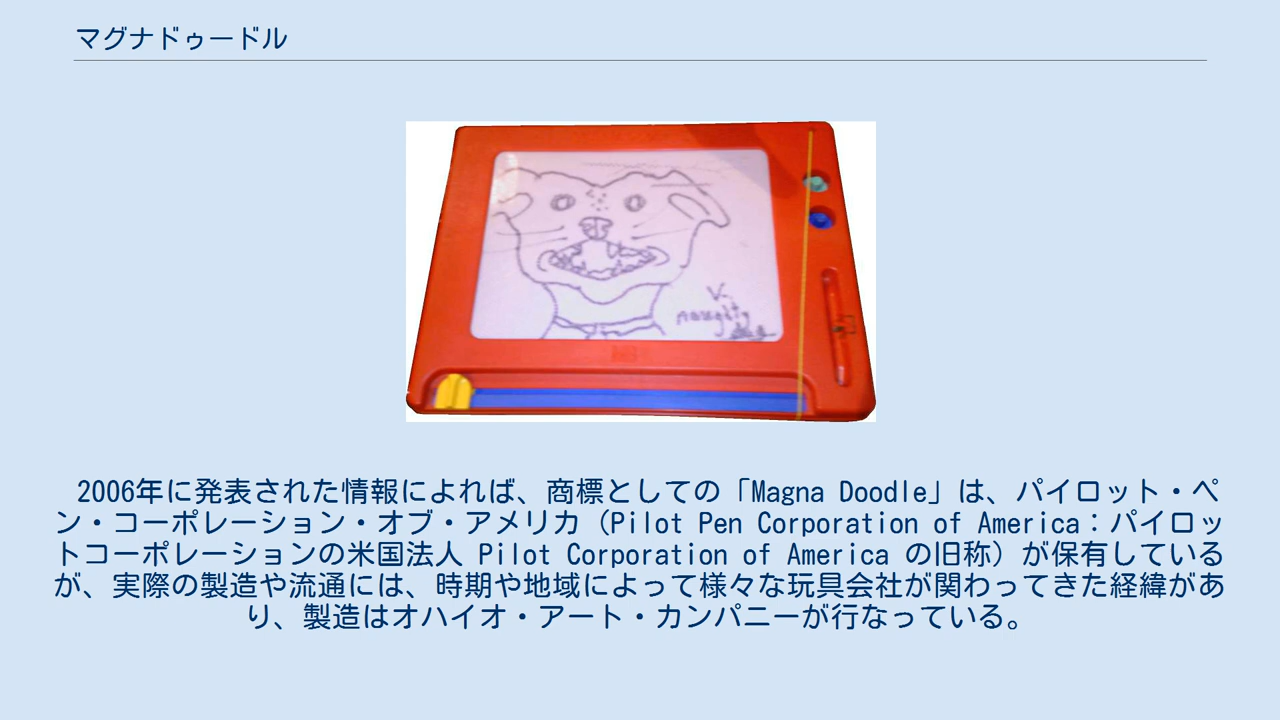 マグナドゥードル
V.
naughty
2006年に発表された情報によれば、商標としての「Magna Doodle」は、パイロット・ペ
ン・コーポレーション・オブ・アメリカ（Pilot Pen Corporation of America：パイロッ
トコーポレーションの米国法人 Pilot Corporation of America の旧称）が保有している
が、実際の製造や流通には、時期や地域によって様々な玩具会社が関わってきた経緯があ
り、製造はオハイオ・アート・カンパニーが行なっている。